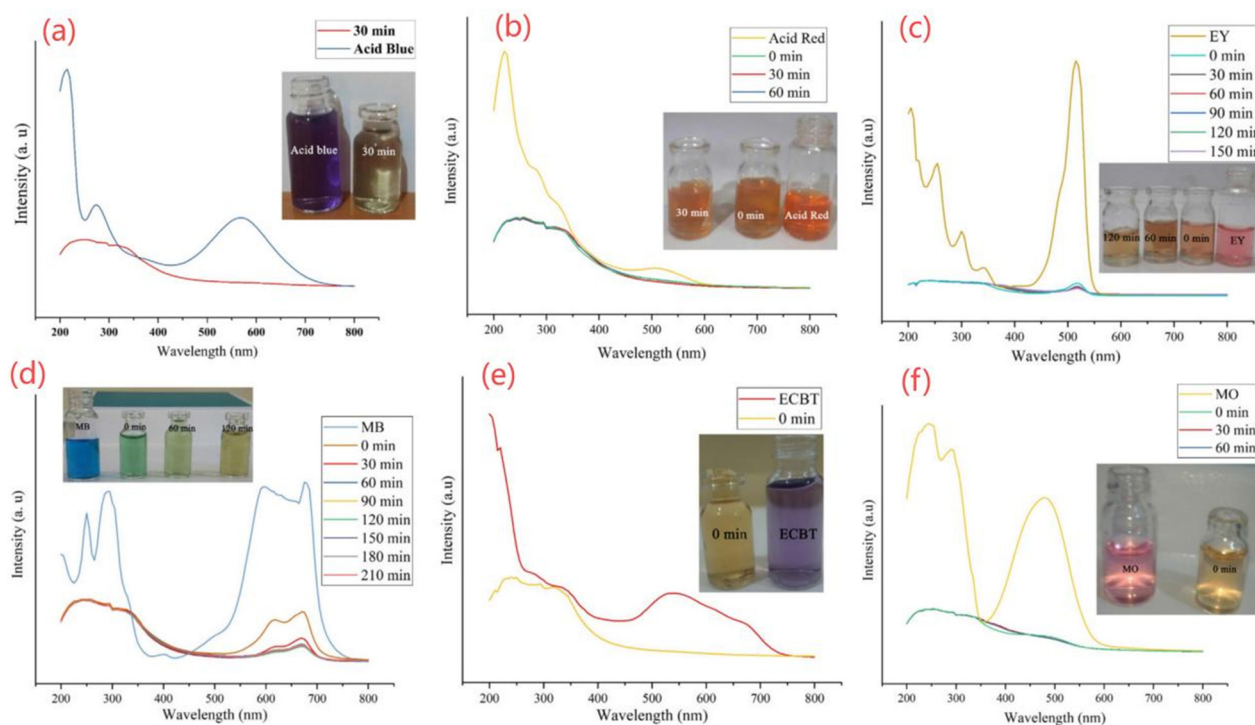 (a)
30 min
Acid Blue
Intensity (a. u)
Acid blue
30 min
200 300 400 500 600 700 800
Wavelength (nm)
(b)
Acid Red
0 min
30 min
60 min
Intensity (a.u)
30 min
0 min
Acid Red
200 300 400 500 600 700 800
Wavelength (nm)
(c)
EY
0 min
30 min
60 min
90 min
120 min
150 min
Intensity (a.u)
120 min
60 min
0 min
EY
200 300 400 500 600 700 800
Wavelength (nm)
(d)
MB
0 min
60 min
120 min
MB
0 min
30 min
60 min
90 min
120 min
150 min
180 min
210 min
Intensity (a. u)
200 300 400 500 600 700 800
Wavelength (nm)
(e)
ECBT
0 min
Intensity (a.u)
0 min
ECBT
200 300 400 500 600 700 800
Wavelength (nm)
(f)
MO
0 min
30 min
60 min
Intensity (a.u)
MO
0 min
200 300 400 500 600 700 800
Wavelength (nm)